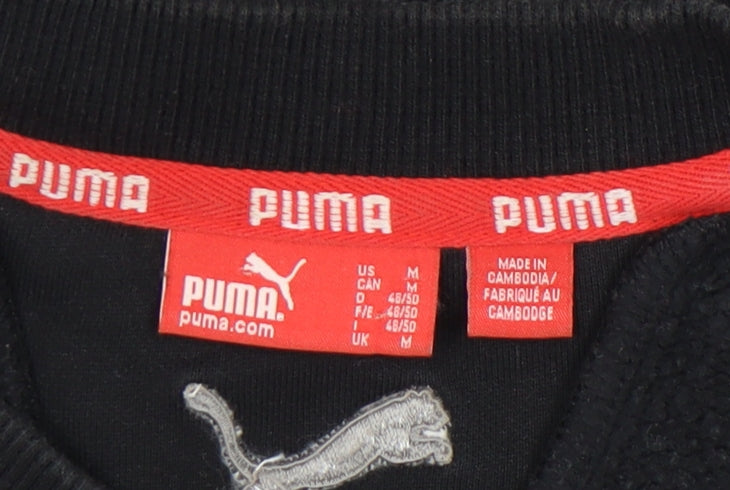 PUMA PUMA PUMA
PUMA®
puma.com
US M
CAN M
D 48/50
F/E 48/50
I 48/50
UK M
MADE IN
CAMBODIA/
FABRIQUÉ AU
CAMBODGE